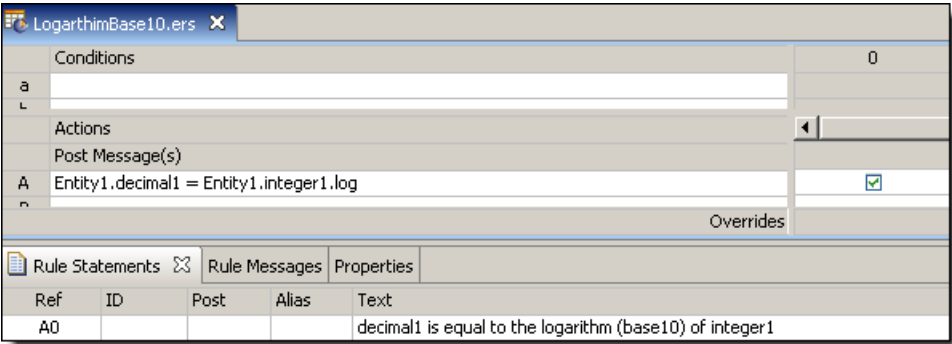 LogarthimBase10.ers
Conditions 0
a
Actions
Post Message(s)
A Entity1.decimal1 = Entity1.integer1.log
Overrides
Rule Statements Rule Messages Properties
Ref ID Post Alias Text
A0 decimal1 is equal to the logarithm (base10) of integer1